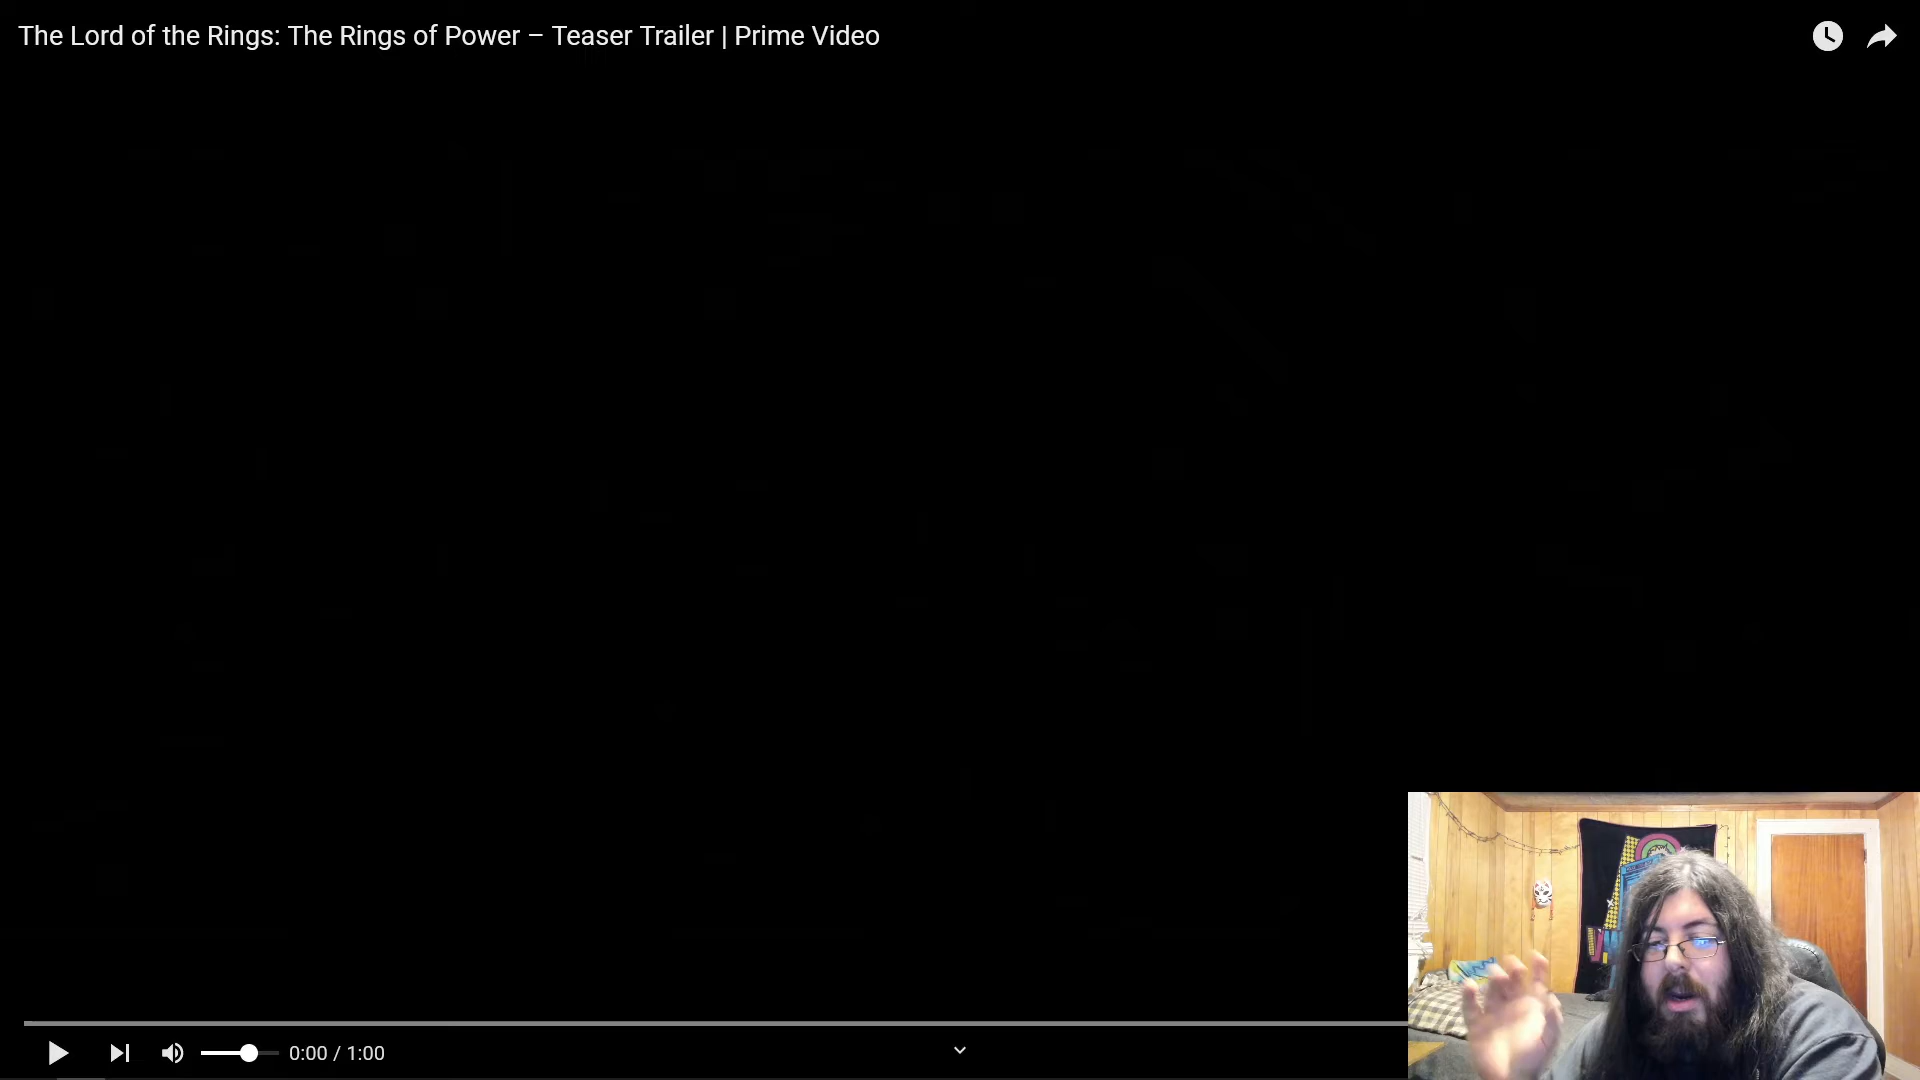 The Lord of the Rings: The Rings of Power – Teaser Trailer | Prime Video
0:00 / 1:00